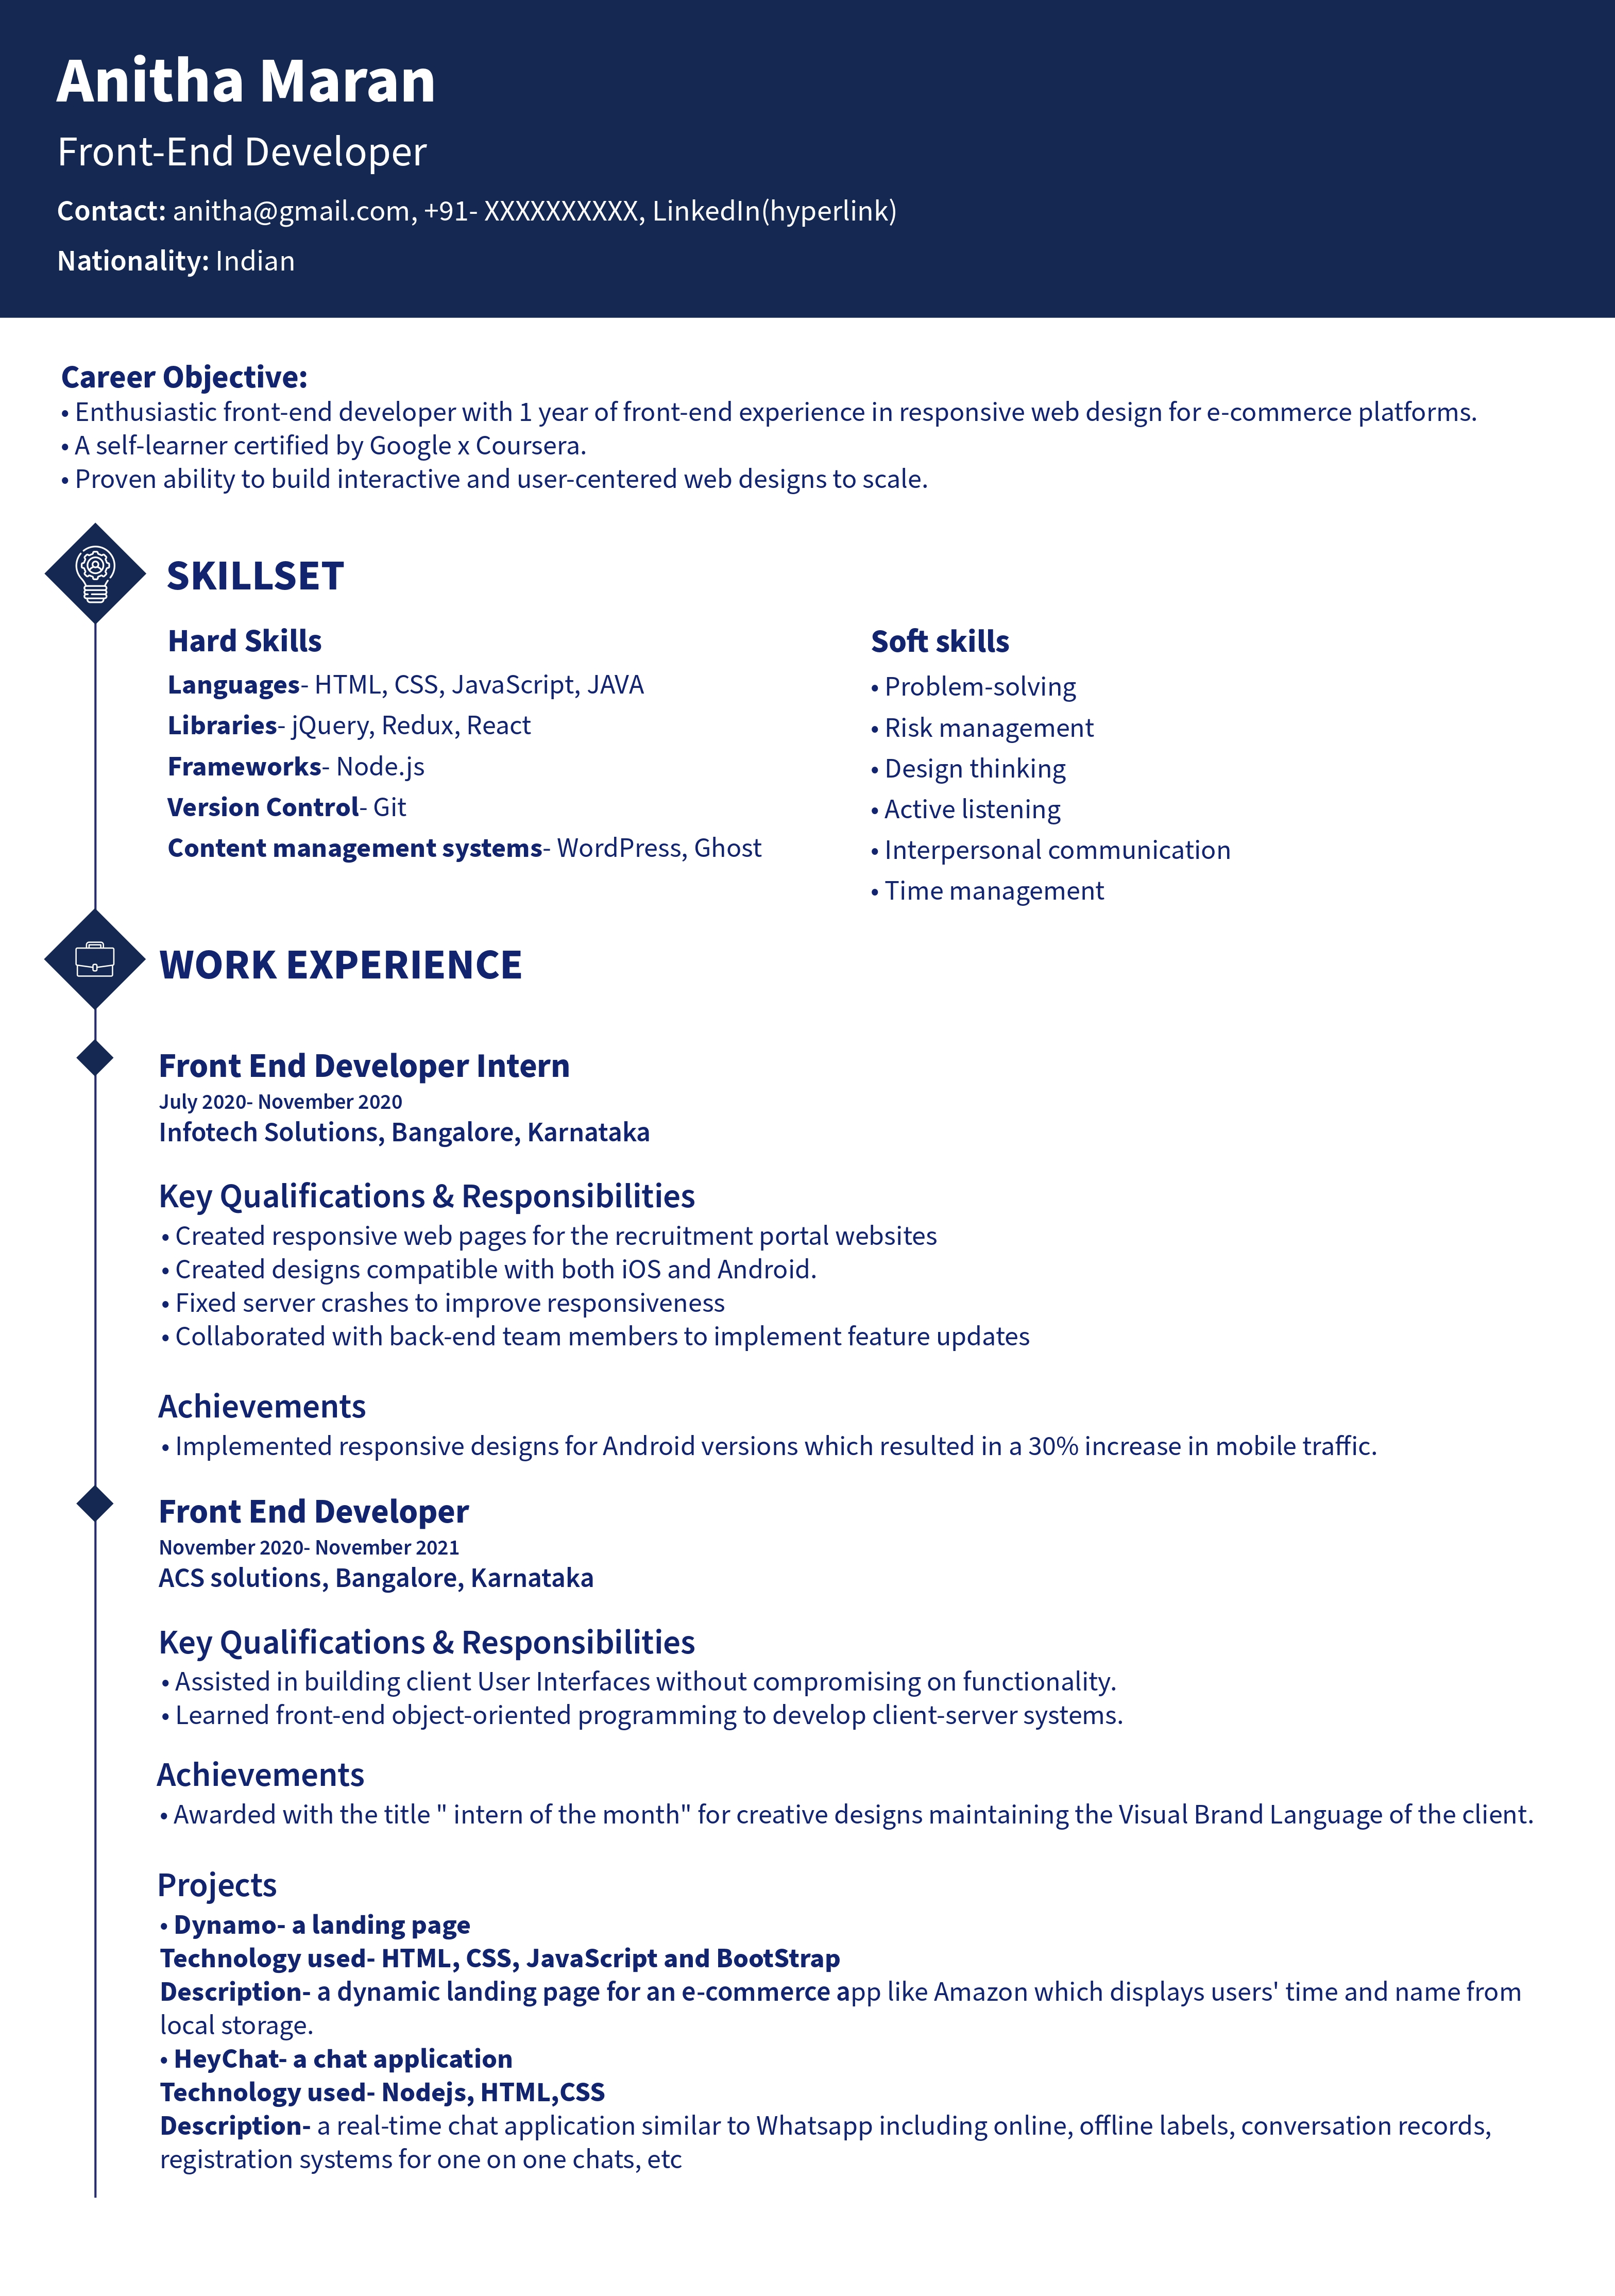 Anitha Maran
Front-End Developer
Contact: anitha@gmail.com, +91- XXXXXXXXXX, LinkedIn(hyperlink)
Nationality: Indian
Career Objective:
• Enthusiastic front-end developer with 1 year of front-end experience in responsive web design for e-commerce platforms.
• A self-learner certified by Google x Coursera.
• Proven ability to build interactive and user-centered web designs to scale.
SKILLSET
Hard Skills
Languages- HTML, CSS, JavaScript, JAVA
Libraries- jQuery, Redux, React
Frameworks- Node.js
Version Control- Git
Content management systems- WordPress, Ghost
Soft skills
• Problem-solving
• Risk management
• Design thinking
• Active listening
• Interpersonal communication
• Time management
WORK EXPERIENCE
Front End Developer Intern
July 2020- November 2020
Infotech Solutions, Bangalore, Karnataka
Key Qualifications & Responsibilities
• Created responsive web pages for the recruitment portal websites
• Created designs compatible with both iOS and Android.
• Fixed server crashes to improve responsiveness
• Collaborated with back-end team members to implement feature updates
Achievements
• Implemented responsive designs for Android versions which resulted in a 30% increase in mobile traffic.
Front End Developer
November 2020- November 2021
ACS solutions, Bangalore, Karnataka
Key Qualifications & Responsibilities
• Assisted in building client User Interfaces without compromising on functionality.
• Learned front-end object-oriented programming to develop client-server systems.
Achievements
• Awarded with the title " intern of the month" for creative designs maintaining the Visual Brand Language of the client.
Projects
• Dynamo- a landing page
Technology used- HTML, CSS, JavaScript and BootStrap
Description- a dynamic landing page for an e-commerce app like Amazon which displays users' time and name from
local storage.
• HeyChat- a chat application
Technology used- Nodejs, HTML,CSS
Description- a real-time chat application similar to Whatsapp including online, offline labels, conversation records,
registration systems for one on one chats, etc